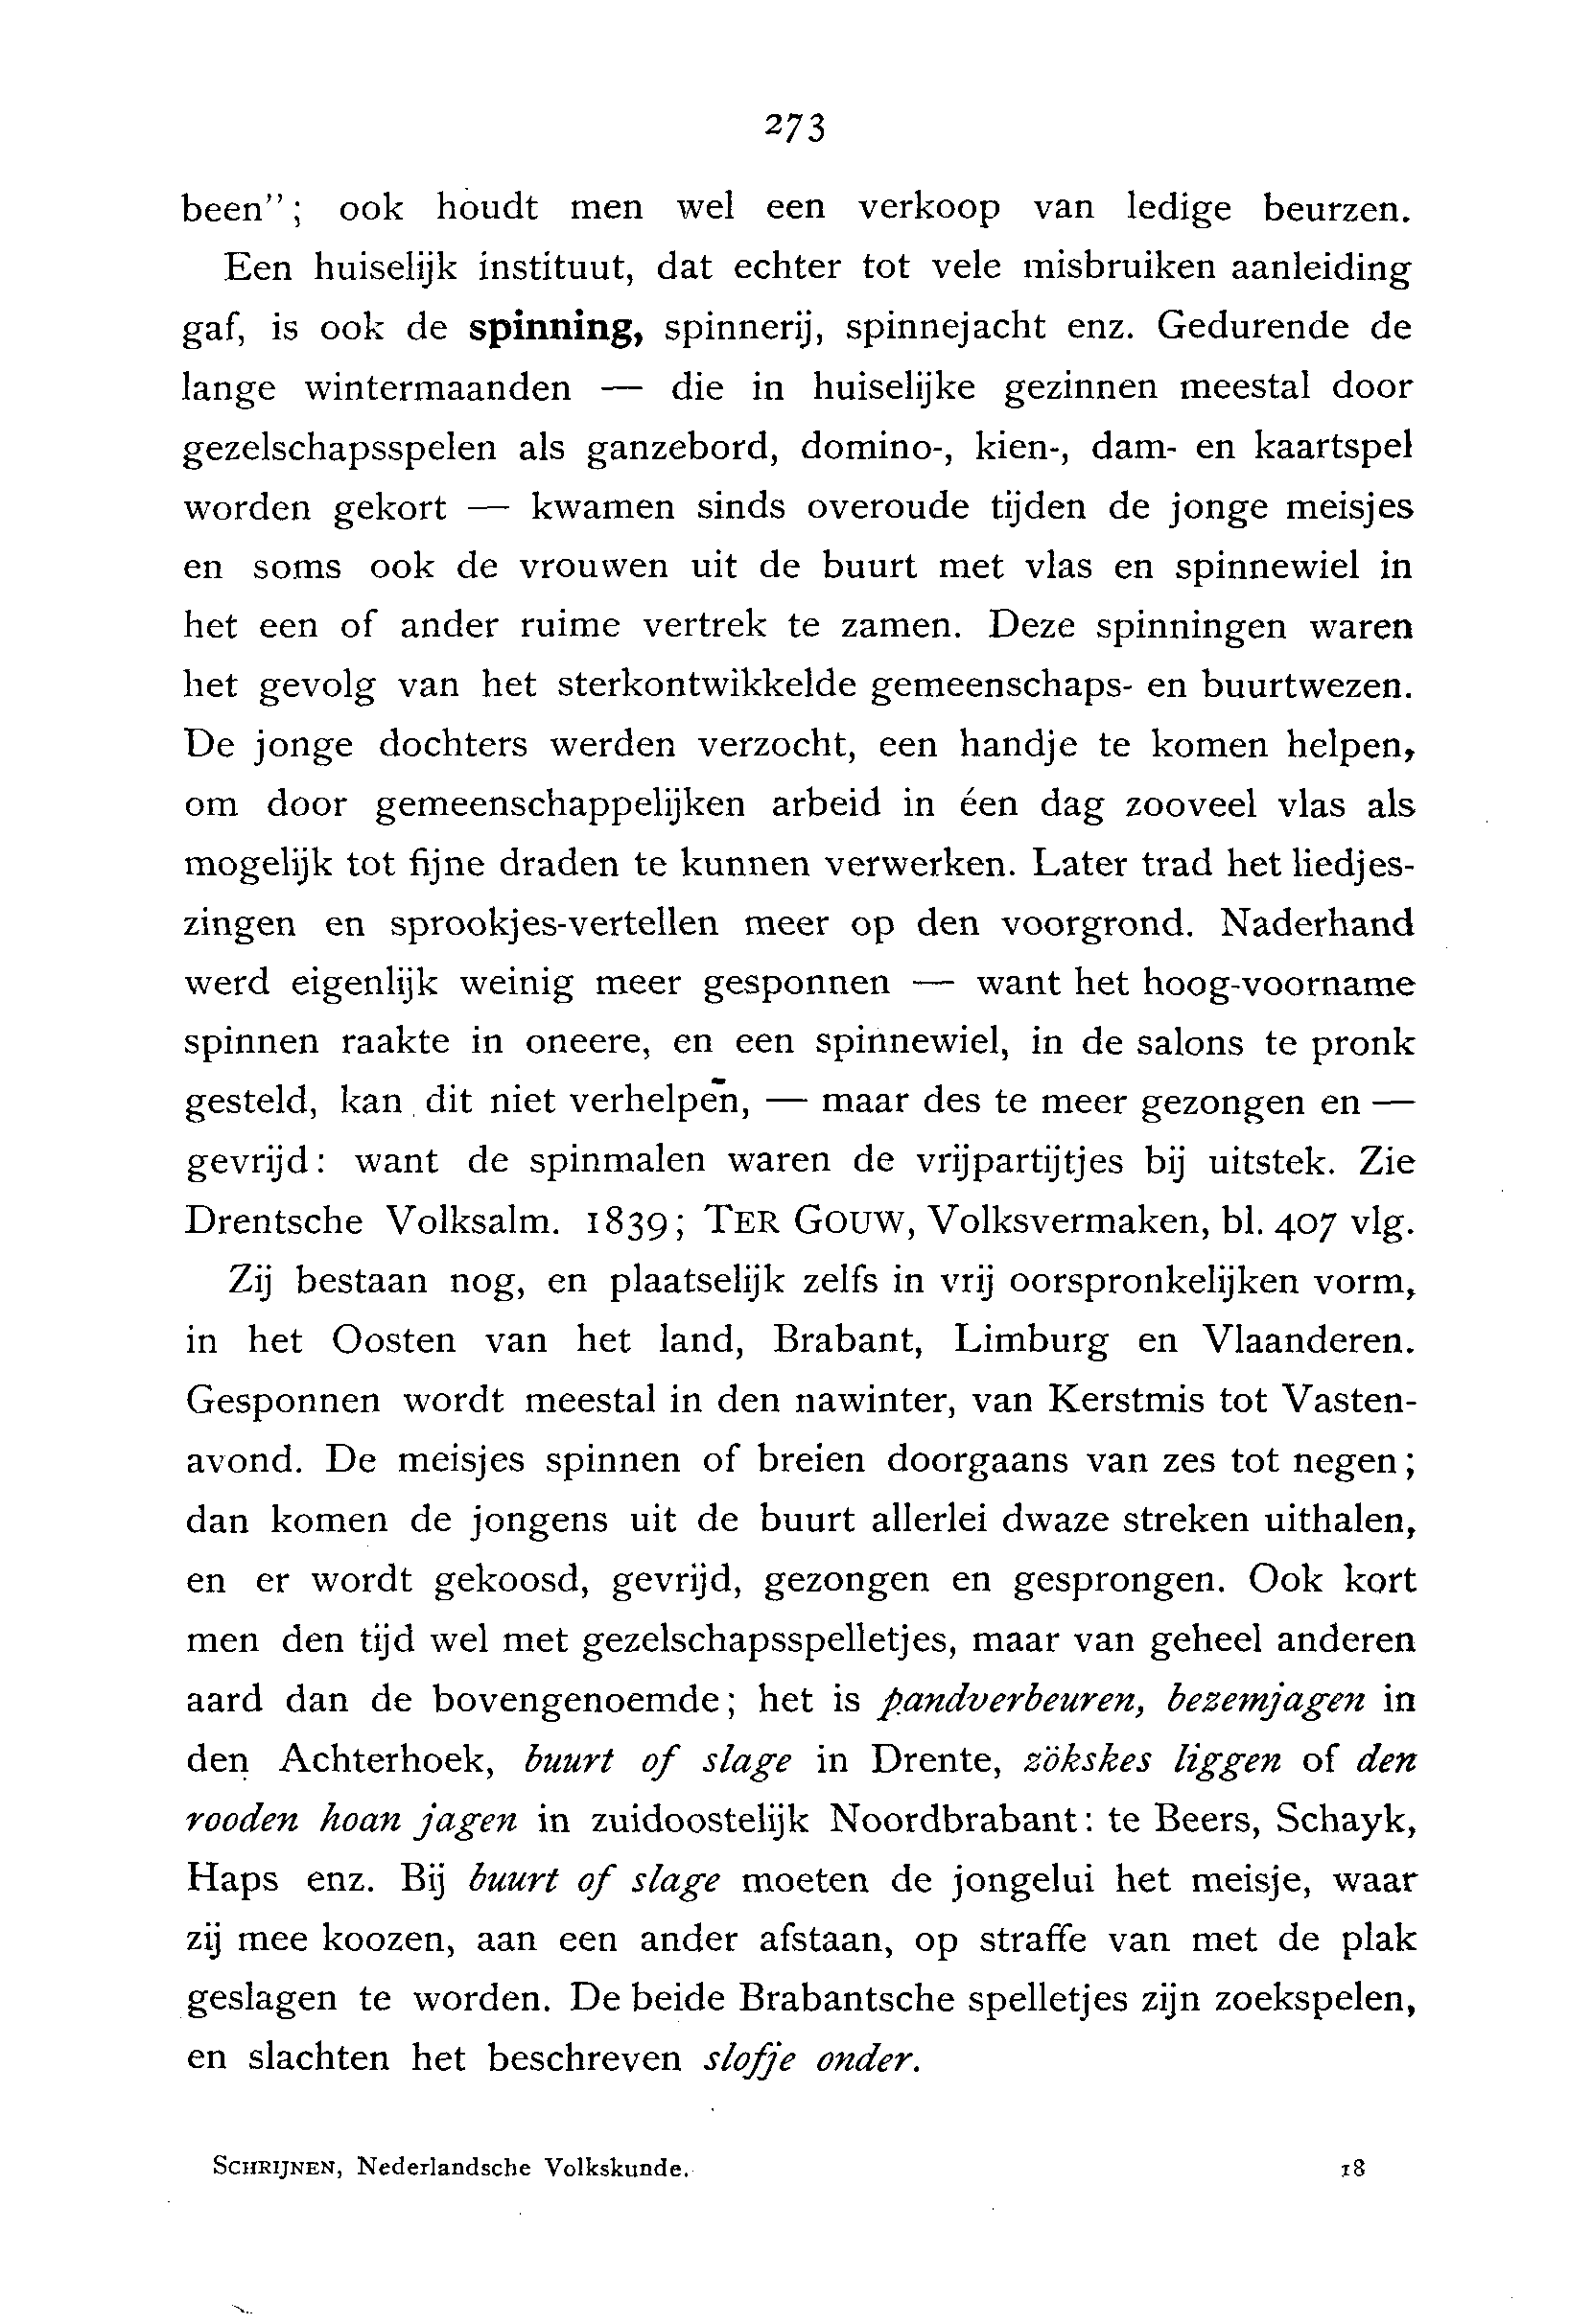 273
been"; ook houdt men wel een verkoop van ledige beurzen.
Een huiselijk instituut, dat echter tot vele misbruiken aanleiding
gaf, is ook de spinning, spinnerij, spinnejacht enz. Gedurende de
lange wintermaanden — die in huiselijke gezinnen meestal door
gezelschapsspelen als ganzebord, domino-, kien-, dam- en kaartspel
worden gekort — kwamen sinds overoude tijden de jonge meisjes
en soms ook de vrouwen uit de buurt met vlas en spinnewiel in
het een of ander ruime vertrek te zamen. Deze spinningen waren
het gevolg van het sterkontwikkelde gemeenschaps- en buurtwezen.
De jonge dochters werden verzocht, een handje te komen helpen,
om door gemeenschappelijken arbeid in één dag zooveel vlas als
mogelijk tot fijne draden te kunnen verwerken. Later trad het liedjes-
zingen en sprookjes-vertellen meer op den voorgrond. Naderhand
werd eigenlijk weinig meer gesponnen — want het hoog-voorname
spinnen raakte in oneere, en een spinnewiel, in de salons te pronk
gesteld, kan dit niet verhelpen, — maar des te meer gezongen en —
gevrijd: want de spinmalen waren de vrijpartijtjes bij uitstek. Zie
Drentsche Volksalm. 1839; TER GOUW, Volksvermaken, bl. 407 vlg.
Zij bestaan nog, en plaatselijk zelfs in vrij oorspronkelijken vorm,
in het Oosten van het land, Brabant, Limburg en Vlaanderen.
Gesponnen wordt meestal in den nawinter, van Kerstmis tot Vasten-
avond. De meisjes spinnen of breien doorgaans van zes tot negen;
dan komen de jongens uit de buurt allerlei dwaze streken uithalen,
en er wordt gekoosd, gevrijd, gezongen en gesprongen. Ook kort
men den tijd wel met gezelschapsspelletjes, maar van geheel anderen
aard dan de bovengenoemde; het is pandverbeuren, bezemjagen in
den Achterhoek, buurt of slage in Drente, zökskes liggen of den
rooden hoan jagen in zuidoostelijk Noordbrabant: te Beers, Schayk,
Haps enz. Bij buurt of slage moeten de jongelui het meisje, waar
zij mee koozen, aan een ander afstaan, op straffe van met de plak
geslagen te worden. De beide Brabantsche spelletjes zijn zoekspelen,
en slachten het beschreven slofje onder.
SCHRIJNEN, Nederlandsche Volkskunde. 18